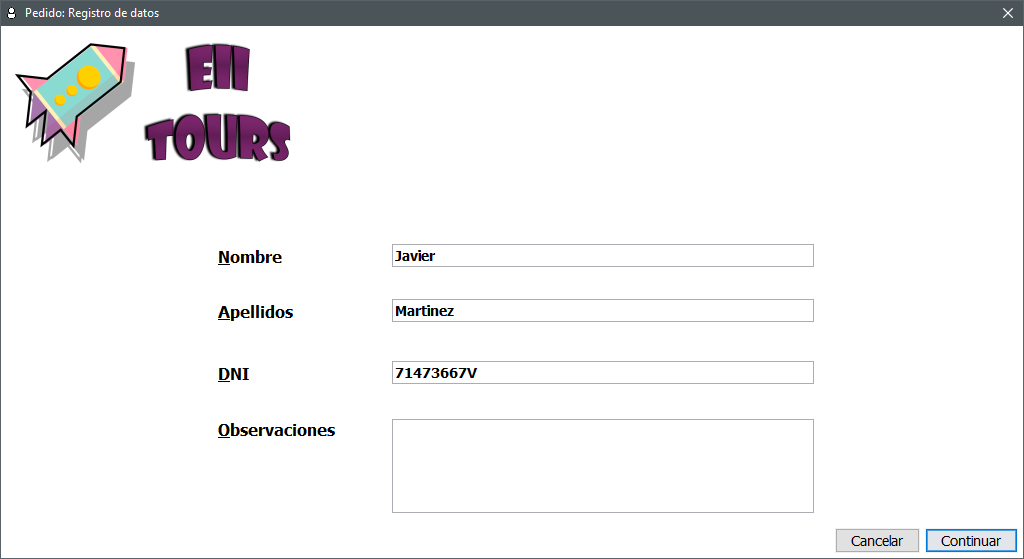 Pedido: Registro de datos
EII
TOURS
Nombre
Javier
Apellidos
Martinez
DNI
71473667V
Observaciones
Cancelar
Continuar